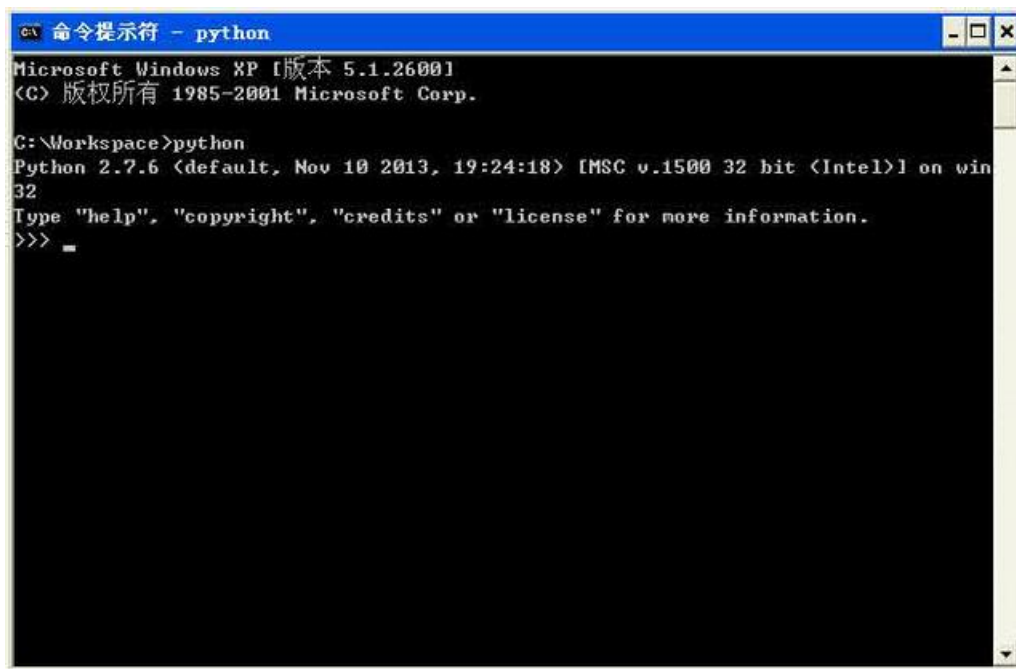 命令提示符 - python
Microsoft Windows XP [版本 5.1.2600]
(C) 版权所有 1985-2001 Microsoft Corp.
C:\Workspace>python
Python 2.7.6 (default, Nov 10 2013, 19:24:18) [MSC v.1500 32 bit (Intel)] on win
32
Type "help", "copyright", "credits" or "license" for more information.
>>> _